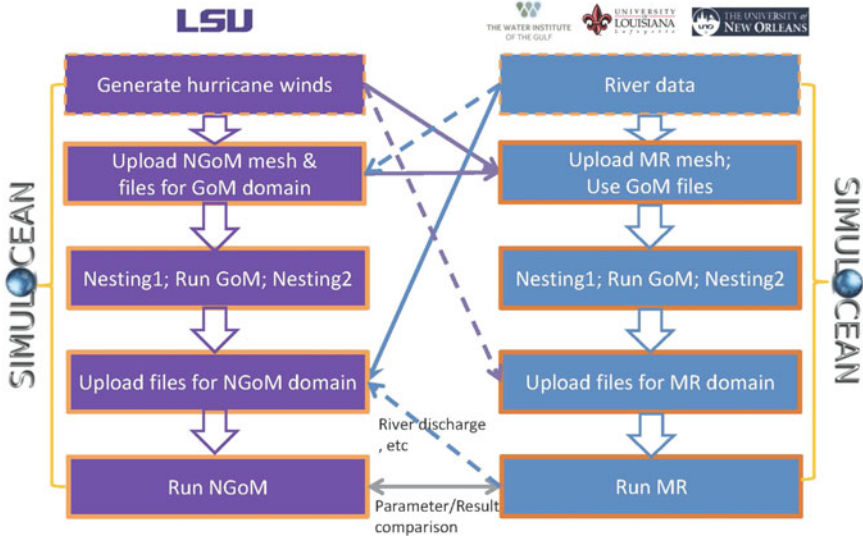 LSU
THE WATER INSTITUTE
OF THE GULF
UNIVERSITY of
LOUISIANA
Lafayette
UNO
THE UNIVERSITY of
NEW ORLEANS
Generate hurricane winds
River data
Upload NGoM mesh &
files for GoM domain
Upload MR mesh;
Use GoM files
SIMULOCEAN
SIMULOCEAN
Nesting1; Run GoM; Nesting2
Nesting1; Run GoM; Nesting2
Upload files for NGoM domain
Upload files for MR domain
River discharge
, etc
Run NGoM
Run MR
Parameter/Result
comparison